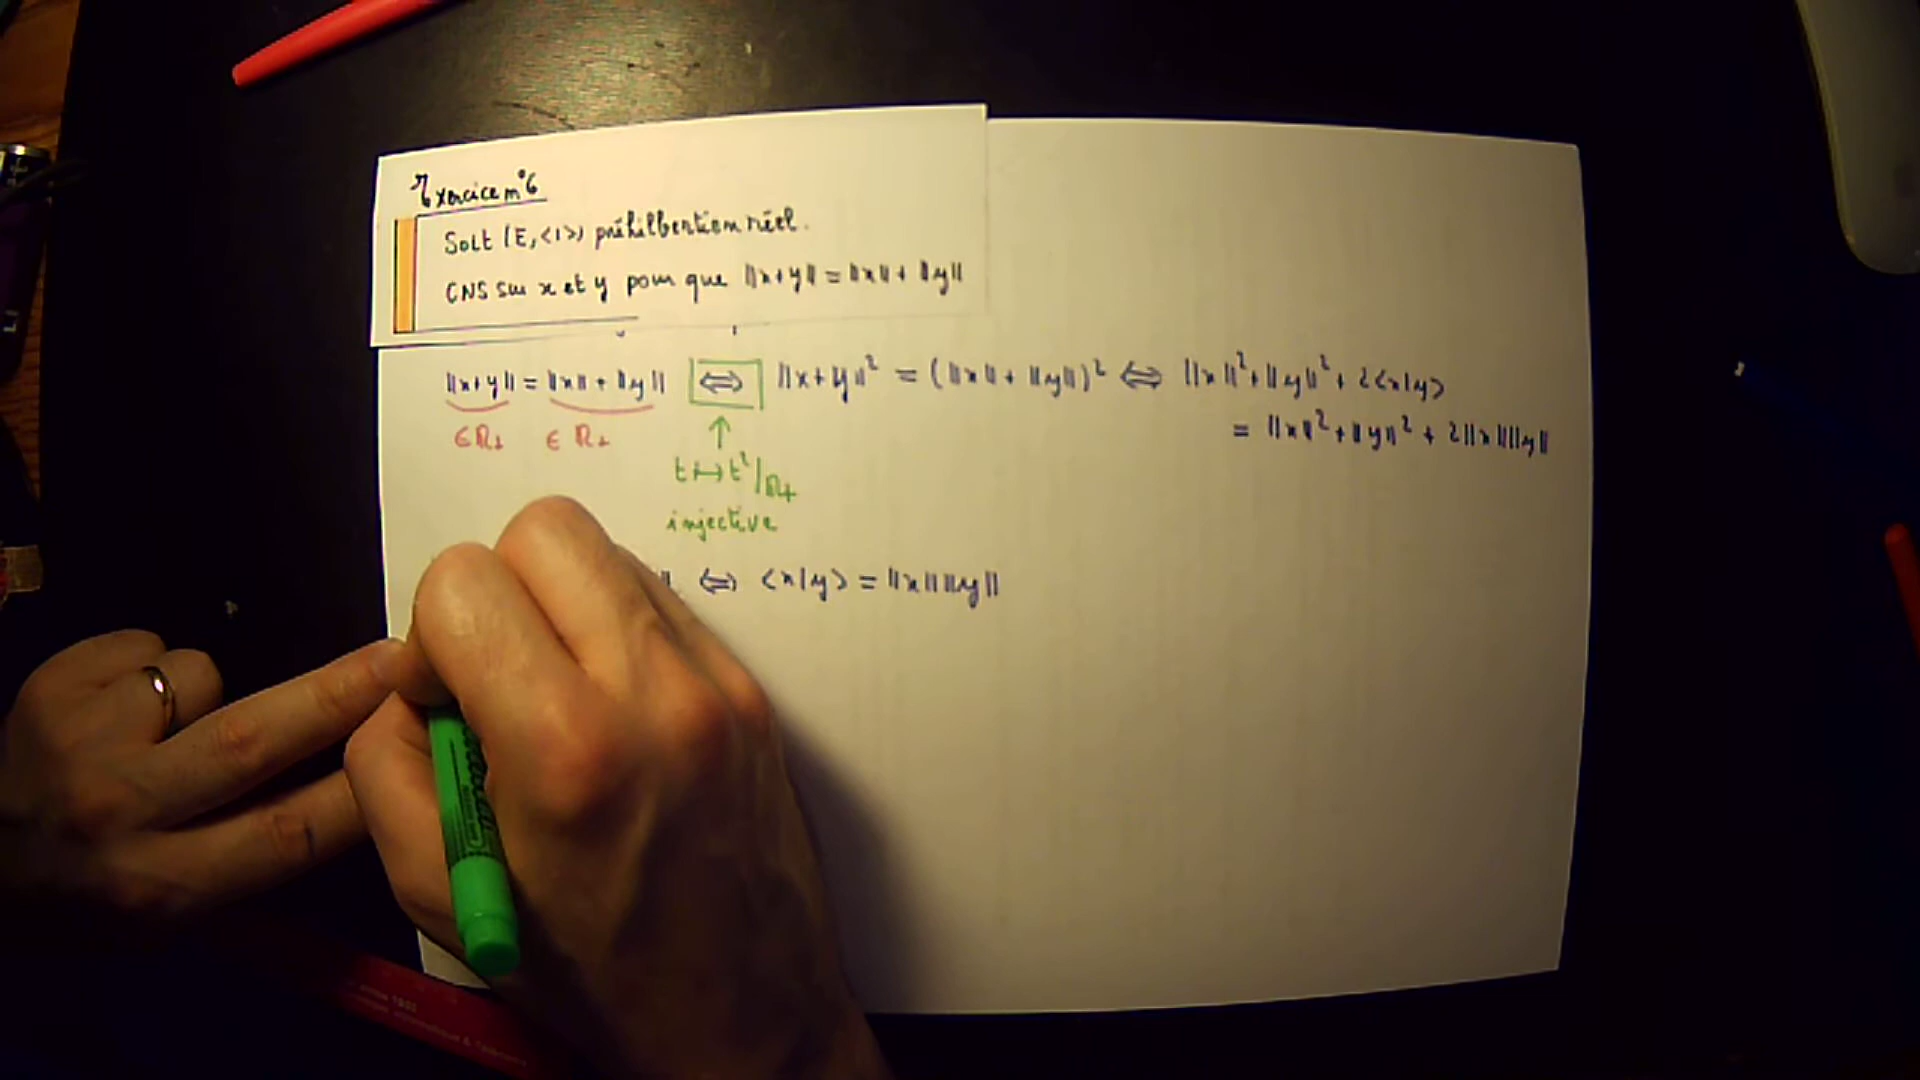 Exercice n°6
Soit (E,<|>) préhilbertien réel.
CNS sur x et y pour que ||x+y|| = ||x|| + ||y||
||x+y|| = ||x|| + ||y|| ⇔ ||x+y||² = (||x|| + ||y||)² ⇔ ||x||² + ||y||² + 2<x|y>
= ||x||² + ||y||² + 2||x|| ||y||
∈ ℝ+ ∈ ℝ+
t ↦ t²/ℝ+
injective
|| ⇔ <x|y> = ||x|| ||y||